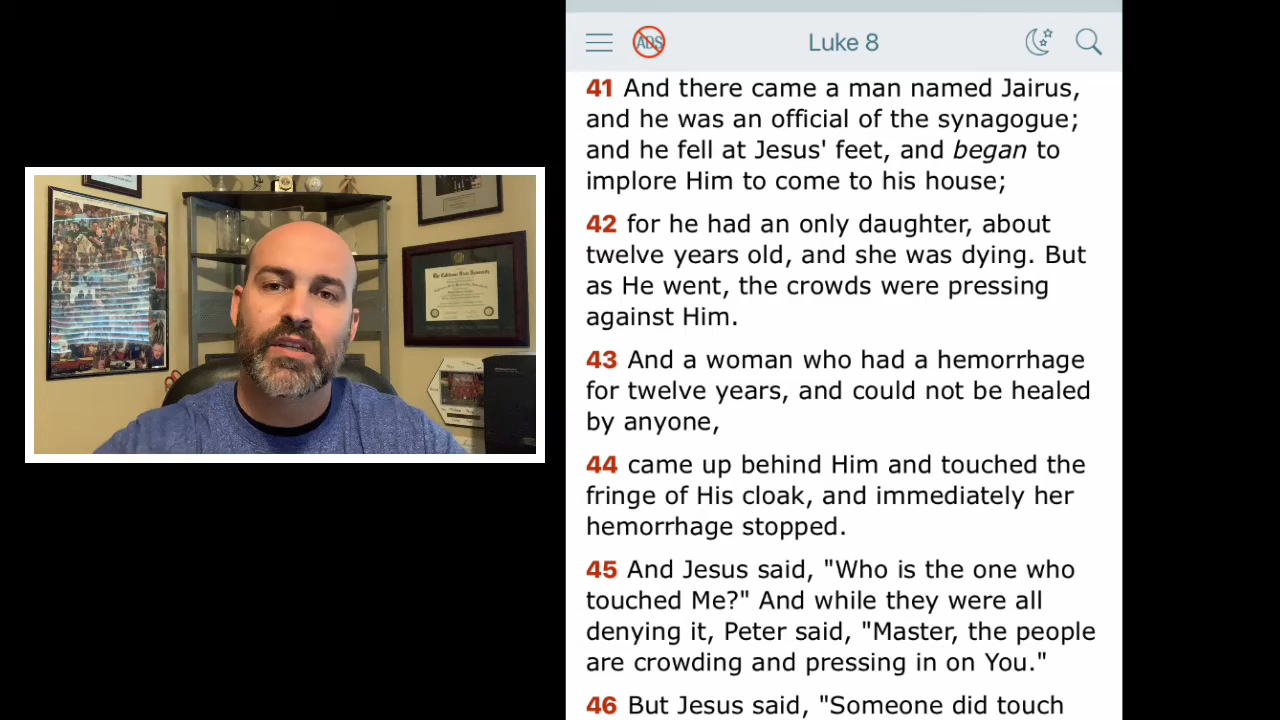 ADS
Luke 8
41 And there came a man named Jairus,
and he was an official of the synagogue;
and he fell at Jesus' feet, and began to
implore Him to come to his house;
42 for he had an only daughter, about
twelve years old, and she was dying. But
as He went, the crowds were pressing
against Him.
43 And a woman who had a hemorrhage
for twelve years, and could not be healed
by anyone,
44 came up behind Him and touched the
fringe of His cloak, and immediately her
hemorrhage stopped.
45 And Jesus said, "Who is the one who
touched Me?" And while they were all
denying it, Peter said, "Master, the people
are crowding and pressing in on You."
46 But Jesus said, "Someone did touch
The California State University